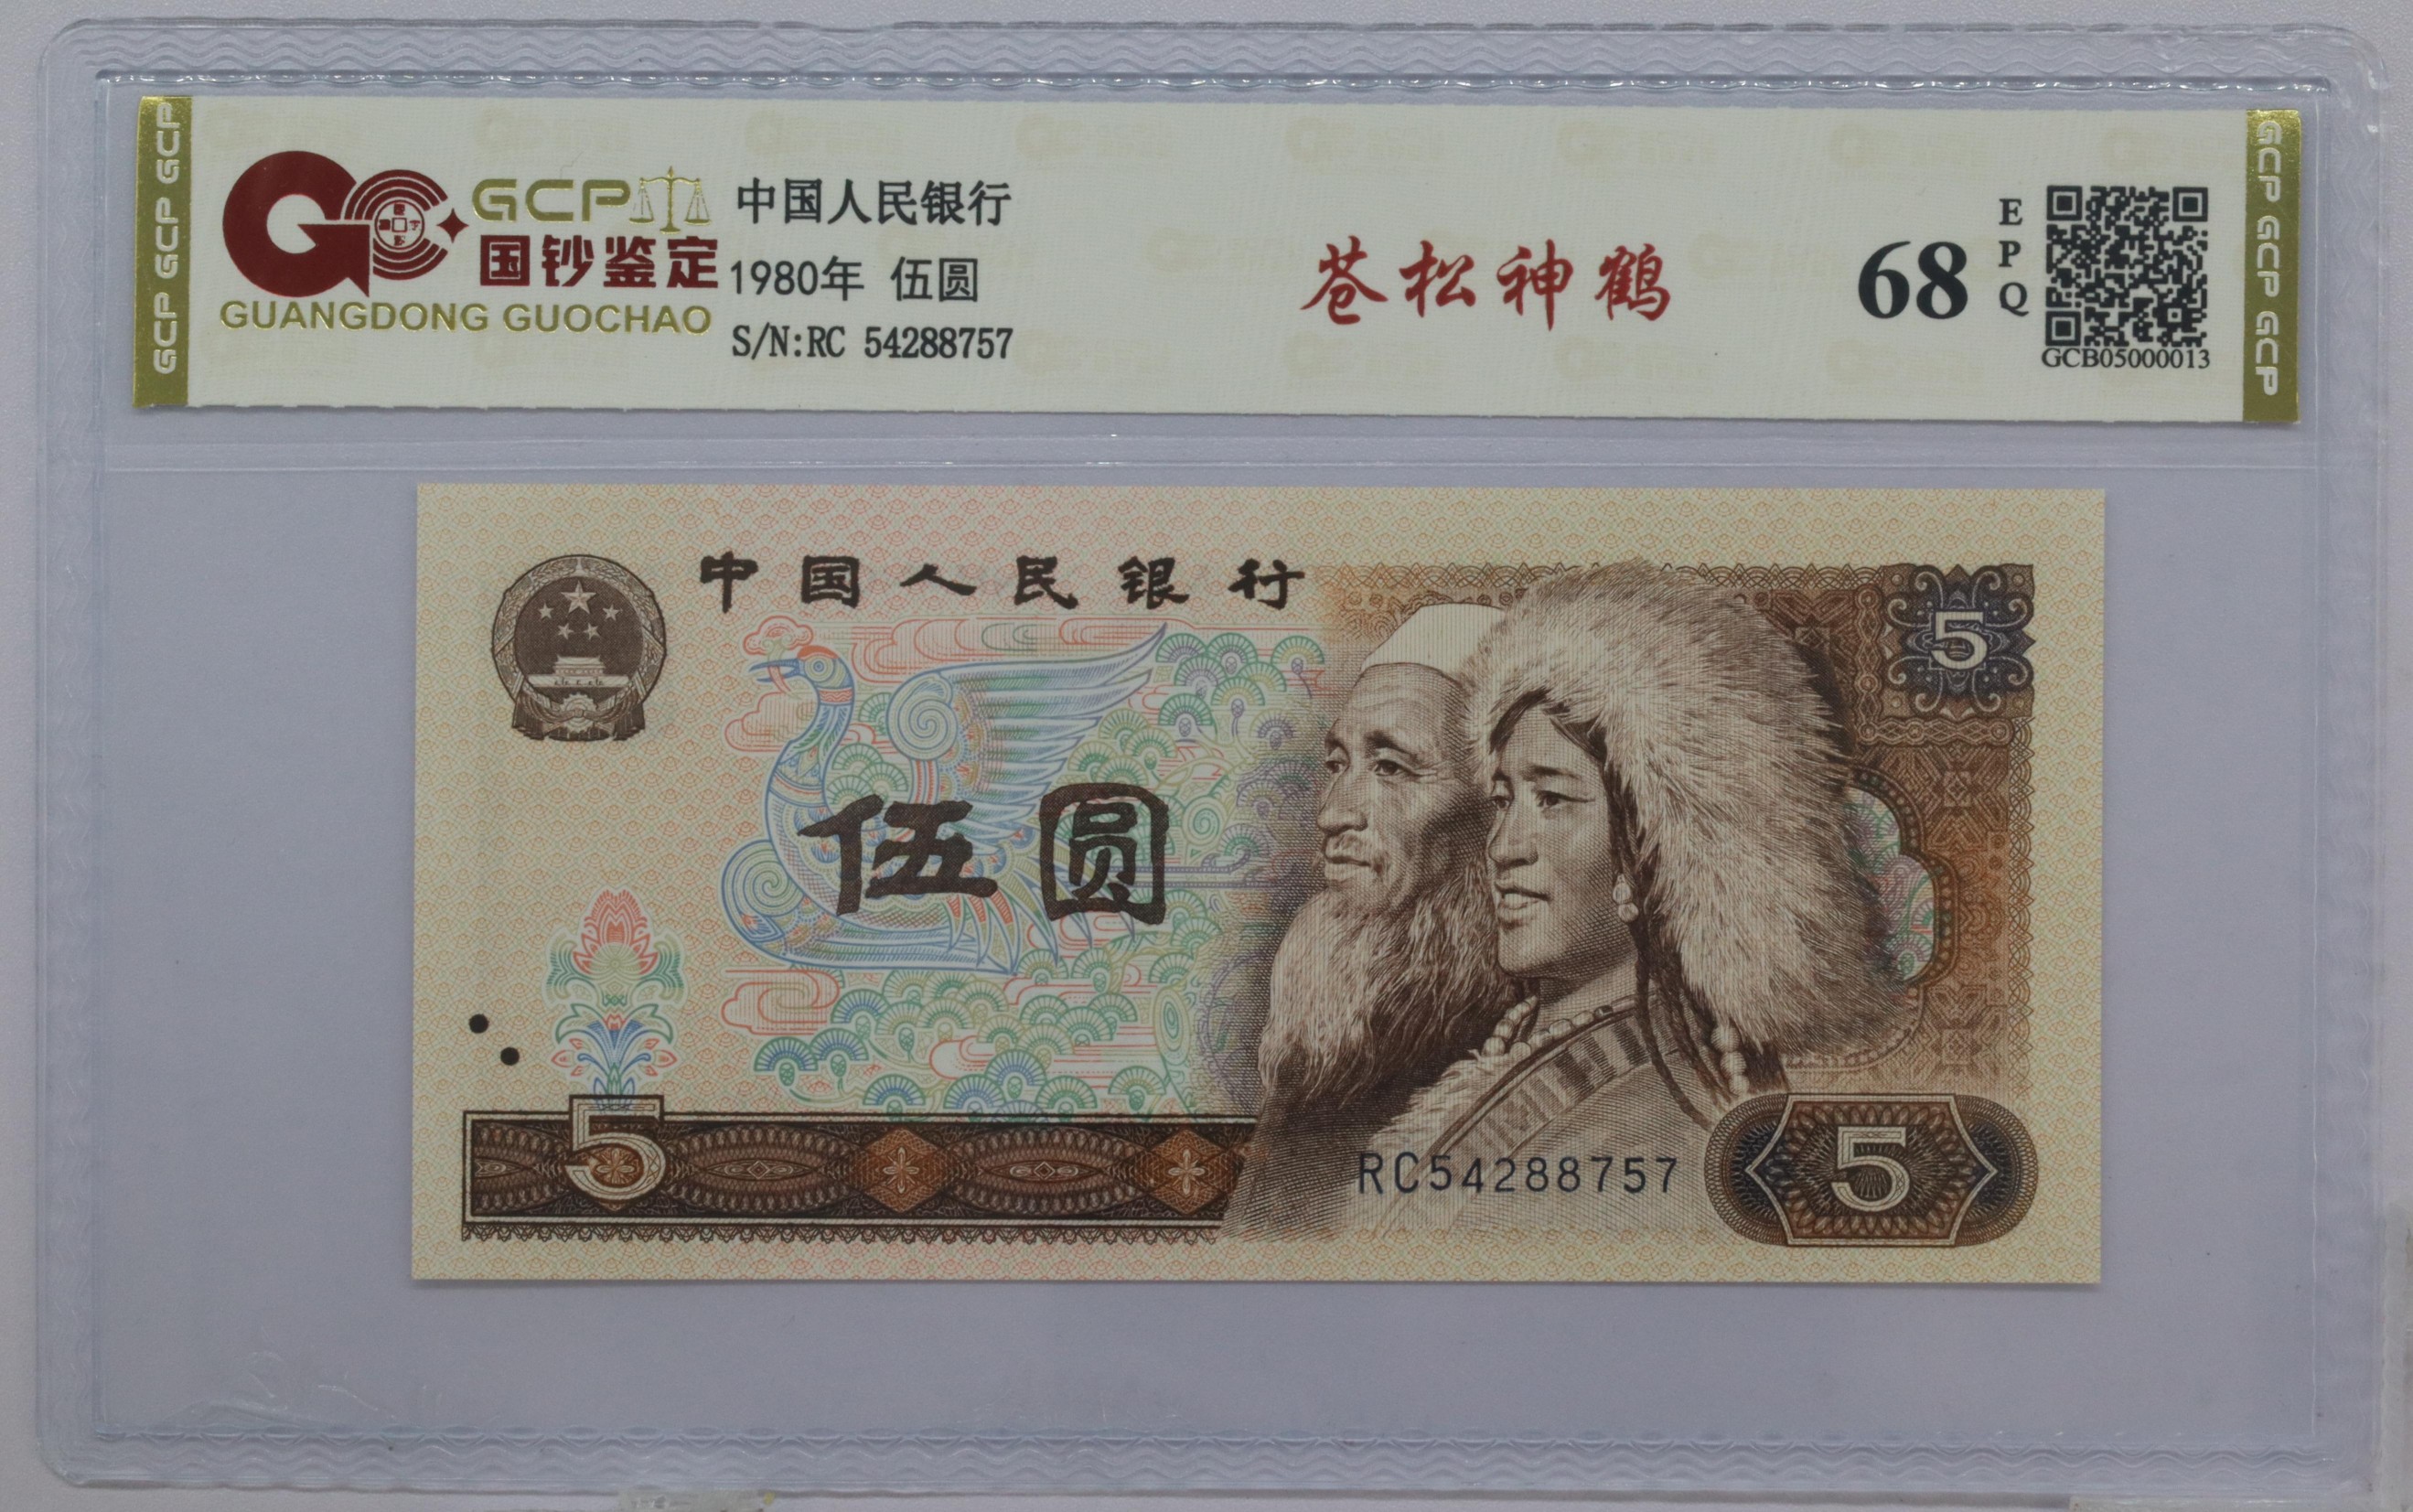 GCP GCP GCP
GCP
国钞鉴定
GUANGDONG GUOCHAO
中国人民银行
1980年 伍圆
S/N:RC 54288757
苍松神鹤
68
EPQ
GCB05000013
GCP GCP GCP
中国人民银行
5
伍圆
5
RC54288757
5